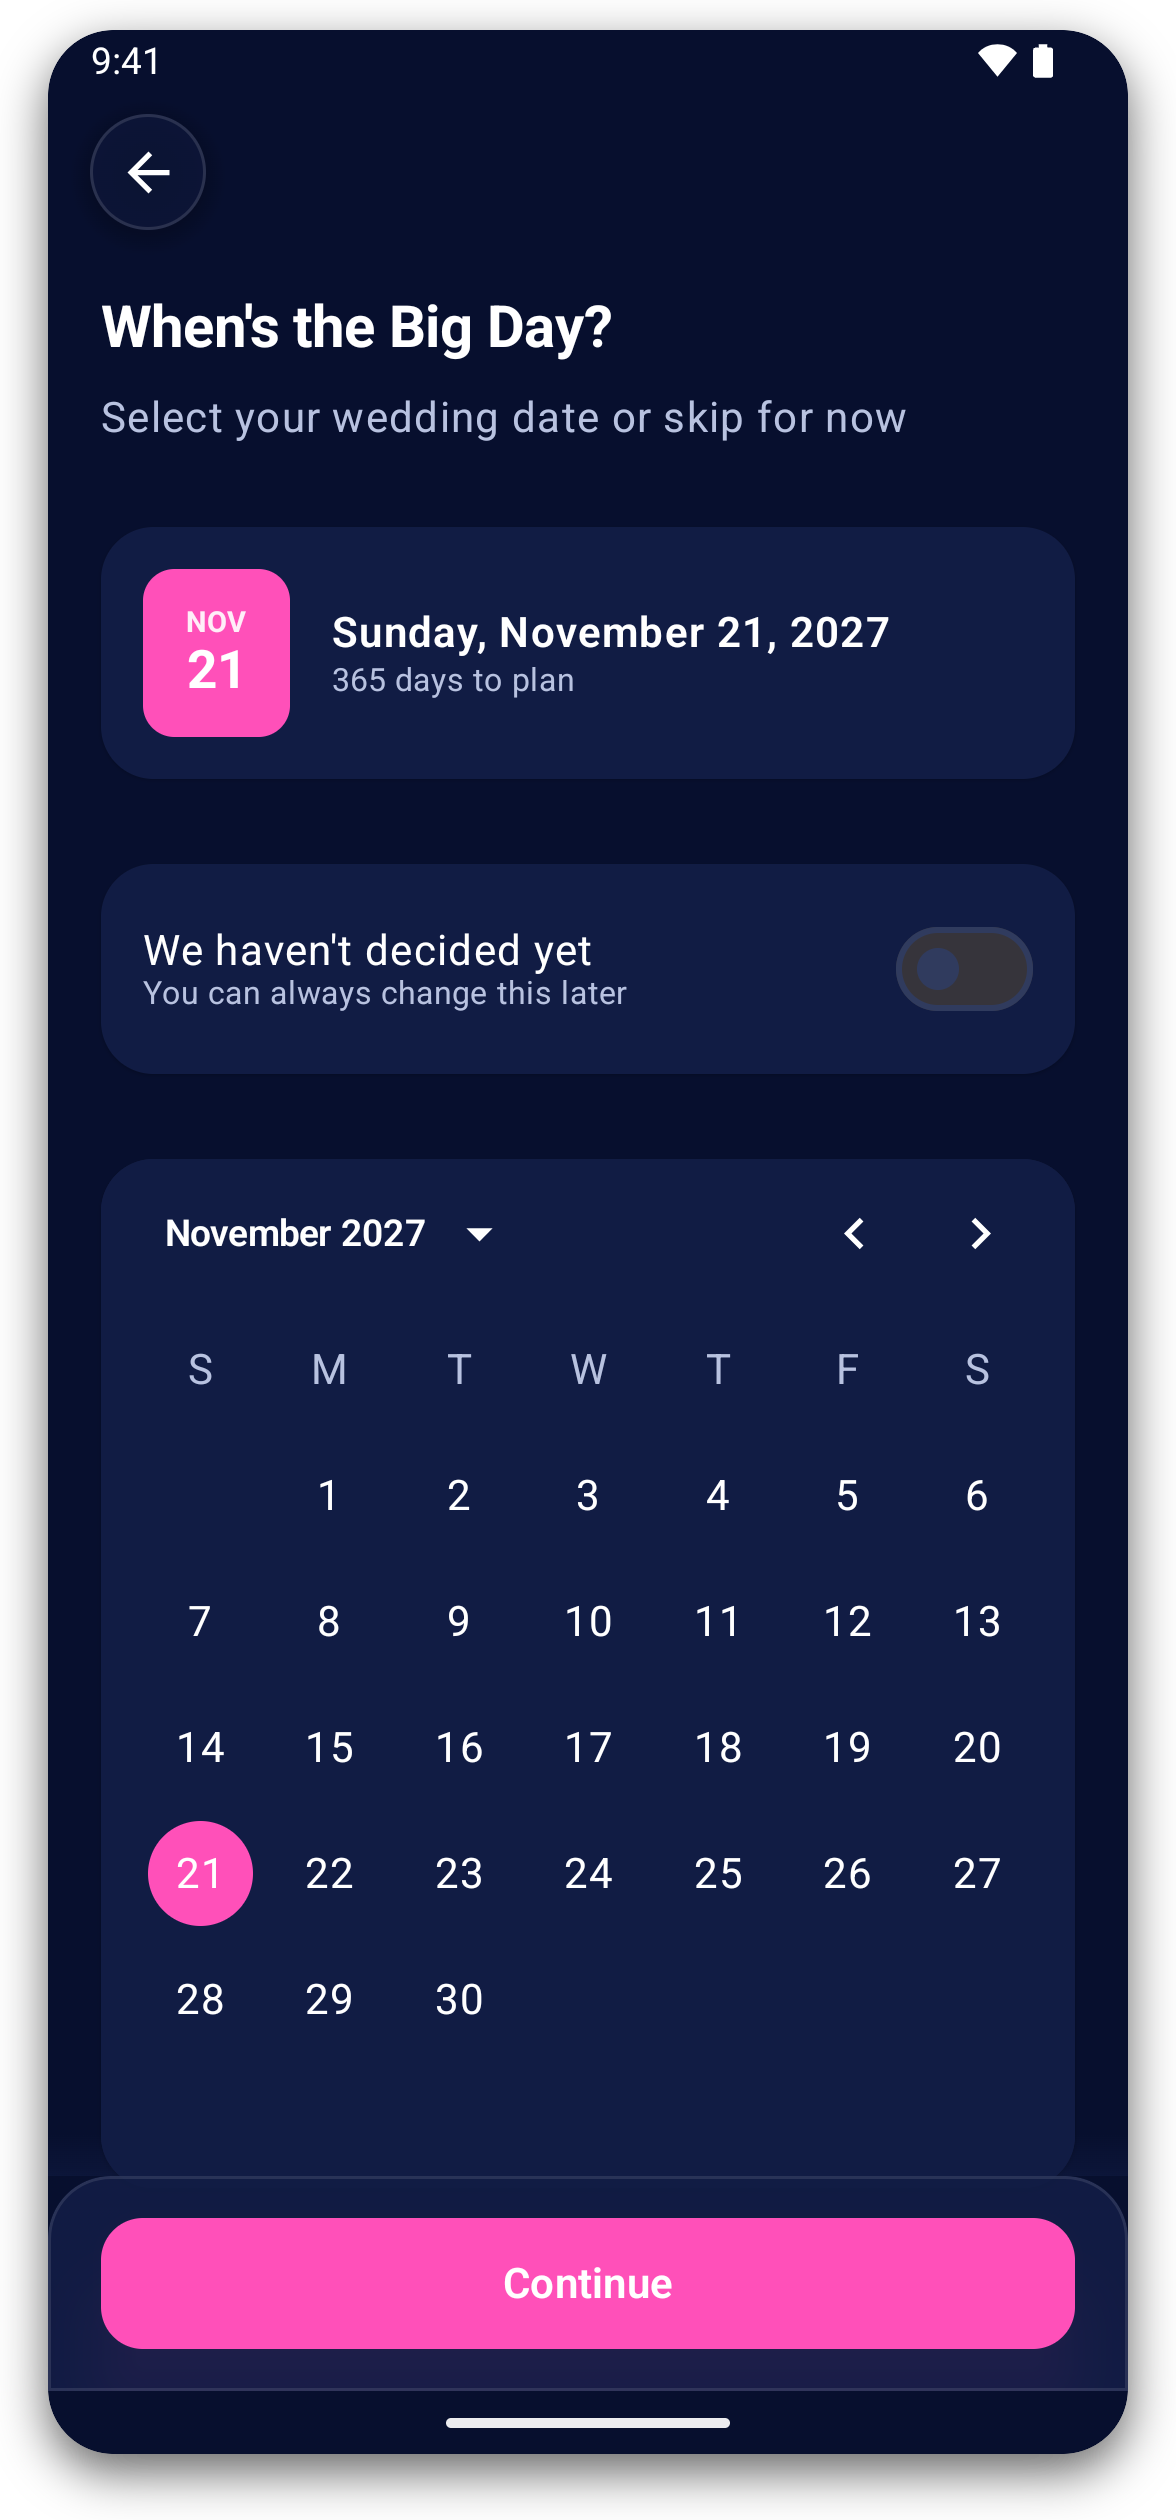 9:41
When's the Big Day?
Select your wedding date or skip for now
NOV
21
Sunday, November 21, 2027
365 days to plan
We haven't decided yet
You can always change this later
November 2027
S M T W T F S
1 2 3 4 5 6
7 8 9 10 11 12 13
14 15 16 17 18 19 20
21 22 23 24 25 26 27
28 29 30
Continue